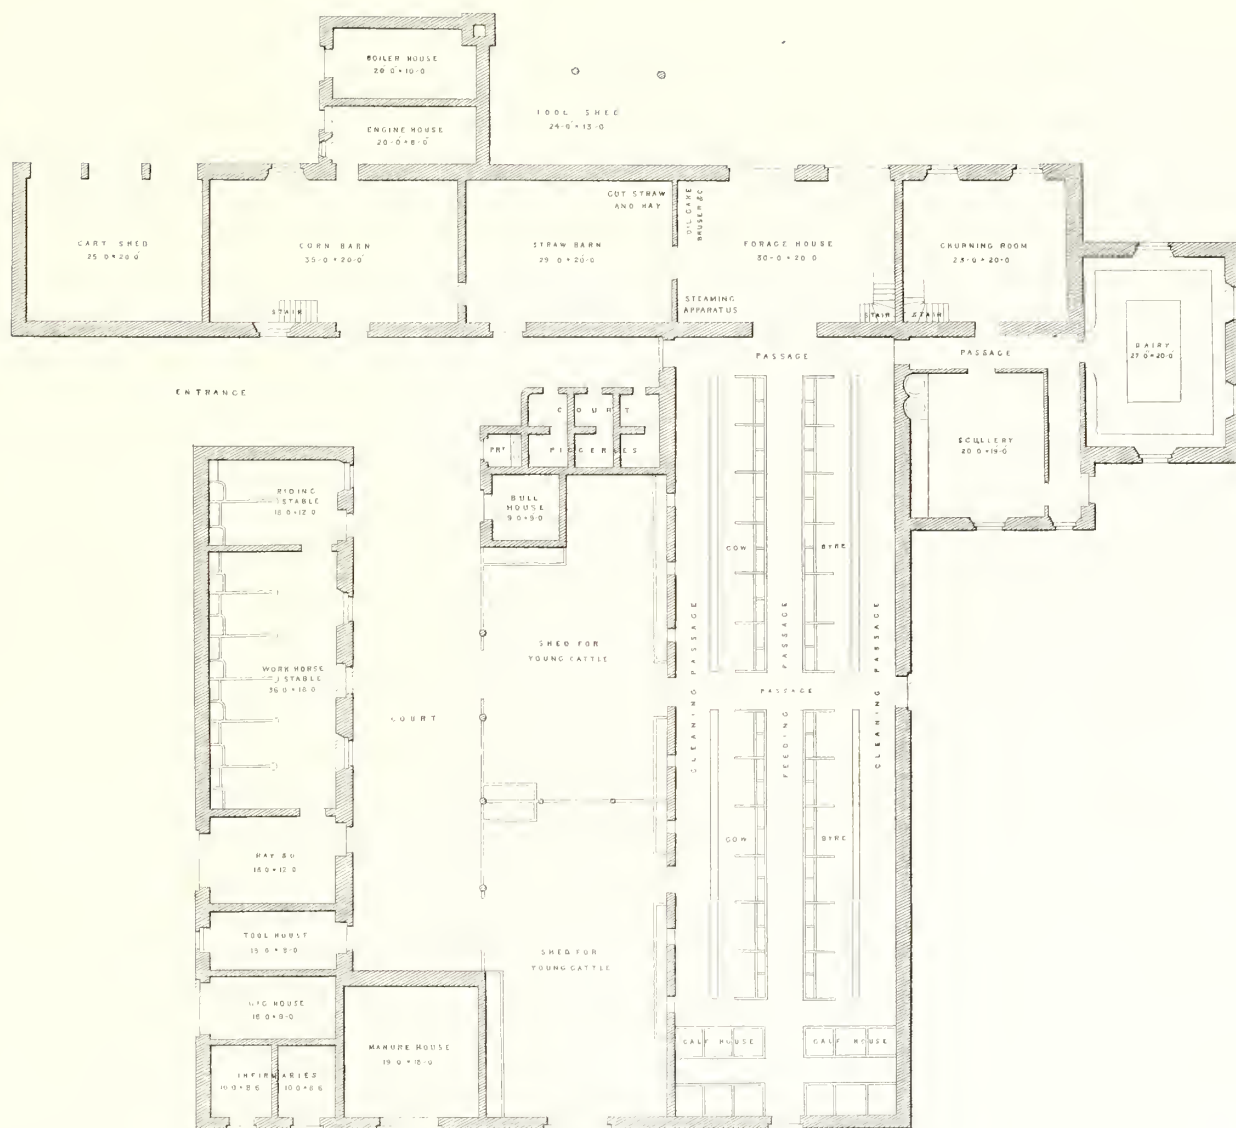 BOILER HOUSE
20·0 × 10·0
TOOL SHED
24·0 × 13·0
ENGINE HOUSE
20·0 × 8·0
CUT STRAW
AND HAY
OILCAKE
BRUSER &C
CART SHED
25·0 × 20·0
CORN BARN
35·0 × 20·0
STRAW BARN
29·0 × 20·0
FORAGE HOUSE
30·0 × 20·0
CHURNING ROOM
23·0 × 20·0
STAIR
STEAMING
APPARATUS
STAIR
STAIR
DAIRY
27·0 × 20·0
PASSAGE
PASSAGE
ENTRANCE
COURT
PRY
PIGGERIES
SCULLERY
20·0 × 19·0
RIDING
STABLE
18·0 × 12·0
BULL
HOUSE
9·0 × 9·0
COW
BYRE
SHED FOR
YOUNG CATTLE
CLEANING PASSAGE
FEEDING PASSAGE
CLEANING PASSAGE
WORK HORSE
STABLE
36·0 × 18·0
PASSAGE
COURT
COW
BYRE
HAY &C
18·0 × 12·0
TOOL HOUSE
18·0 × 8·0
SHED FOR
YOUNG CATTLE
GIG HOUSE
18·0 × 8·0
MANURE HOUSE
19·0 × 18·0
CALF HOUSE
CALF HOUSE
INFIRMARIES
10·0 × 8·6
10·0 × 8·6